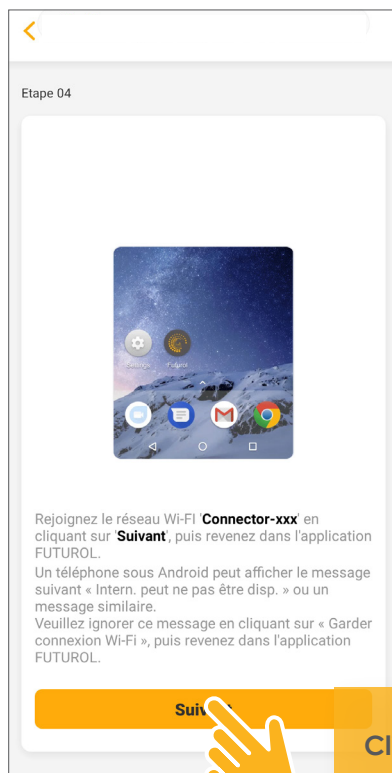 Etape 04
Settings Futurol
Rejoignez le réseau Wi-FI 'Connector-xxx' en
cliquant sur 'Suivant', puis revenez dans l'application
FUTUROL.
Un téléphone sous Android peut afficher le message
suivant « Intern. peut ne pas être disp. » ou un
message similaire.
Veuillez ignorer ce message en cliquant sur « Garder
connexion Wi-Fi », puis revenez dans l'application
FUTUROL.